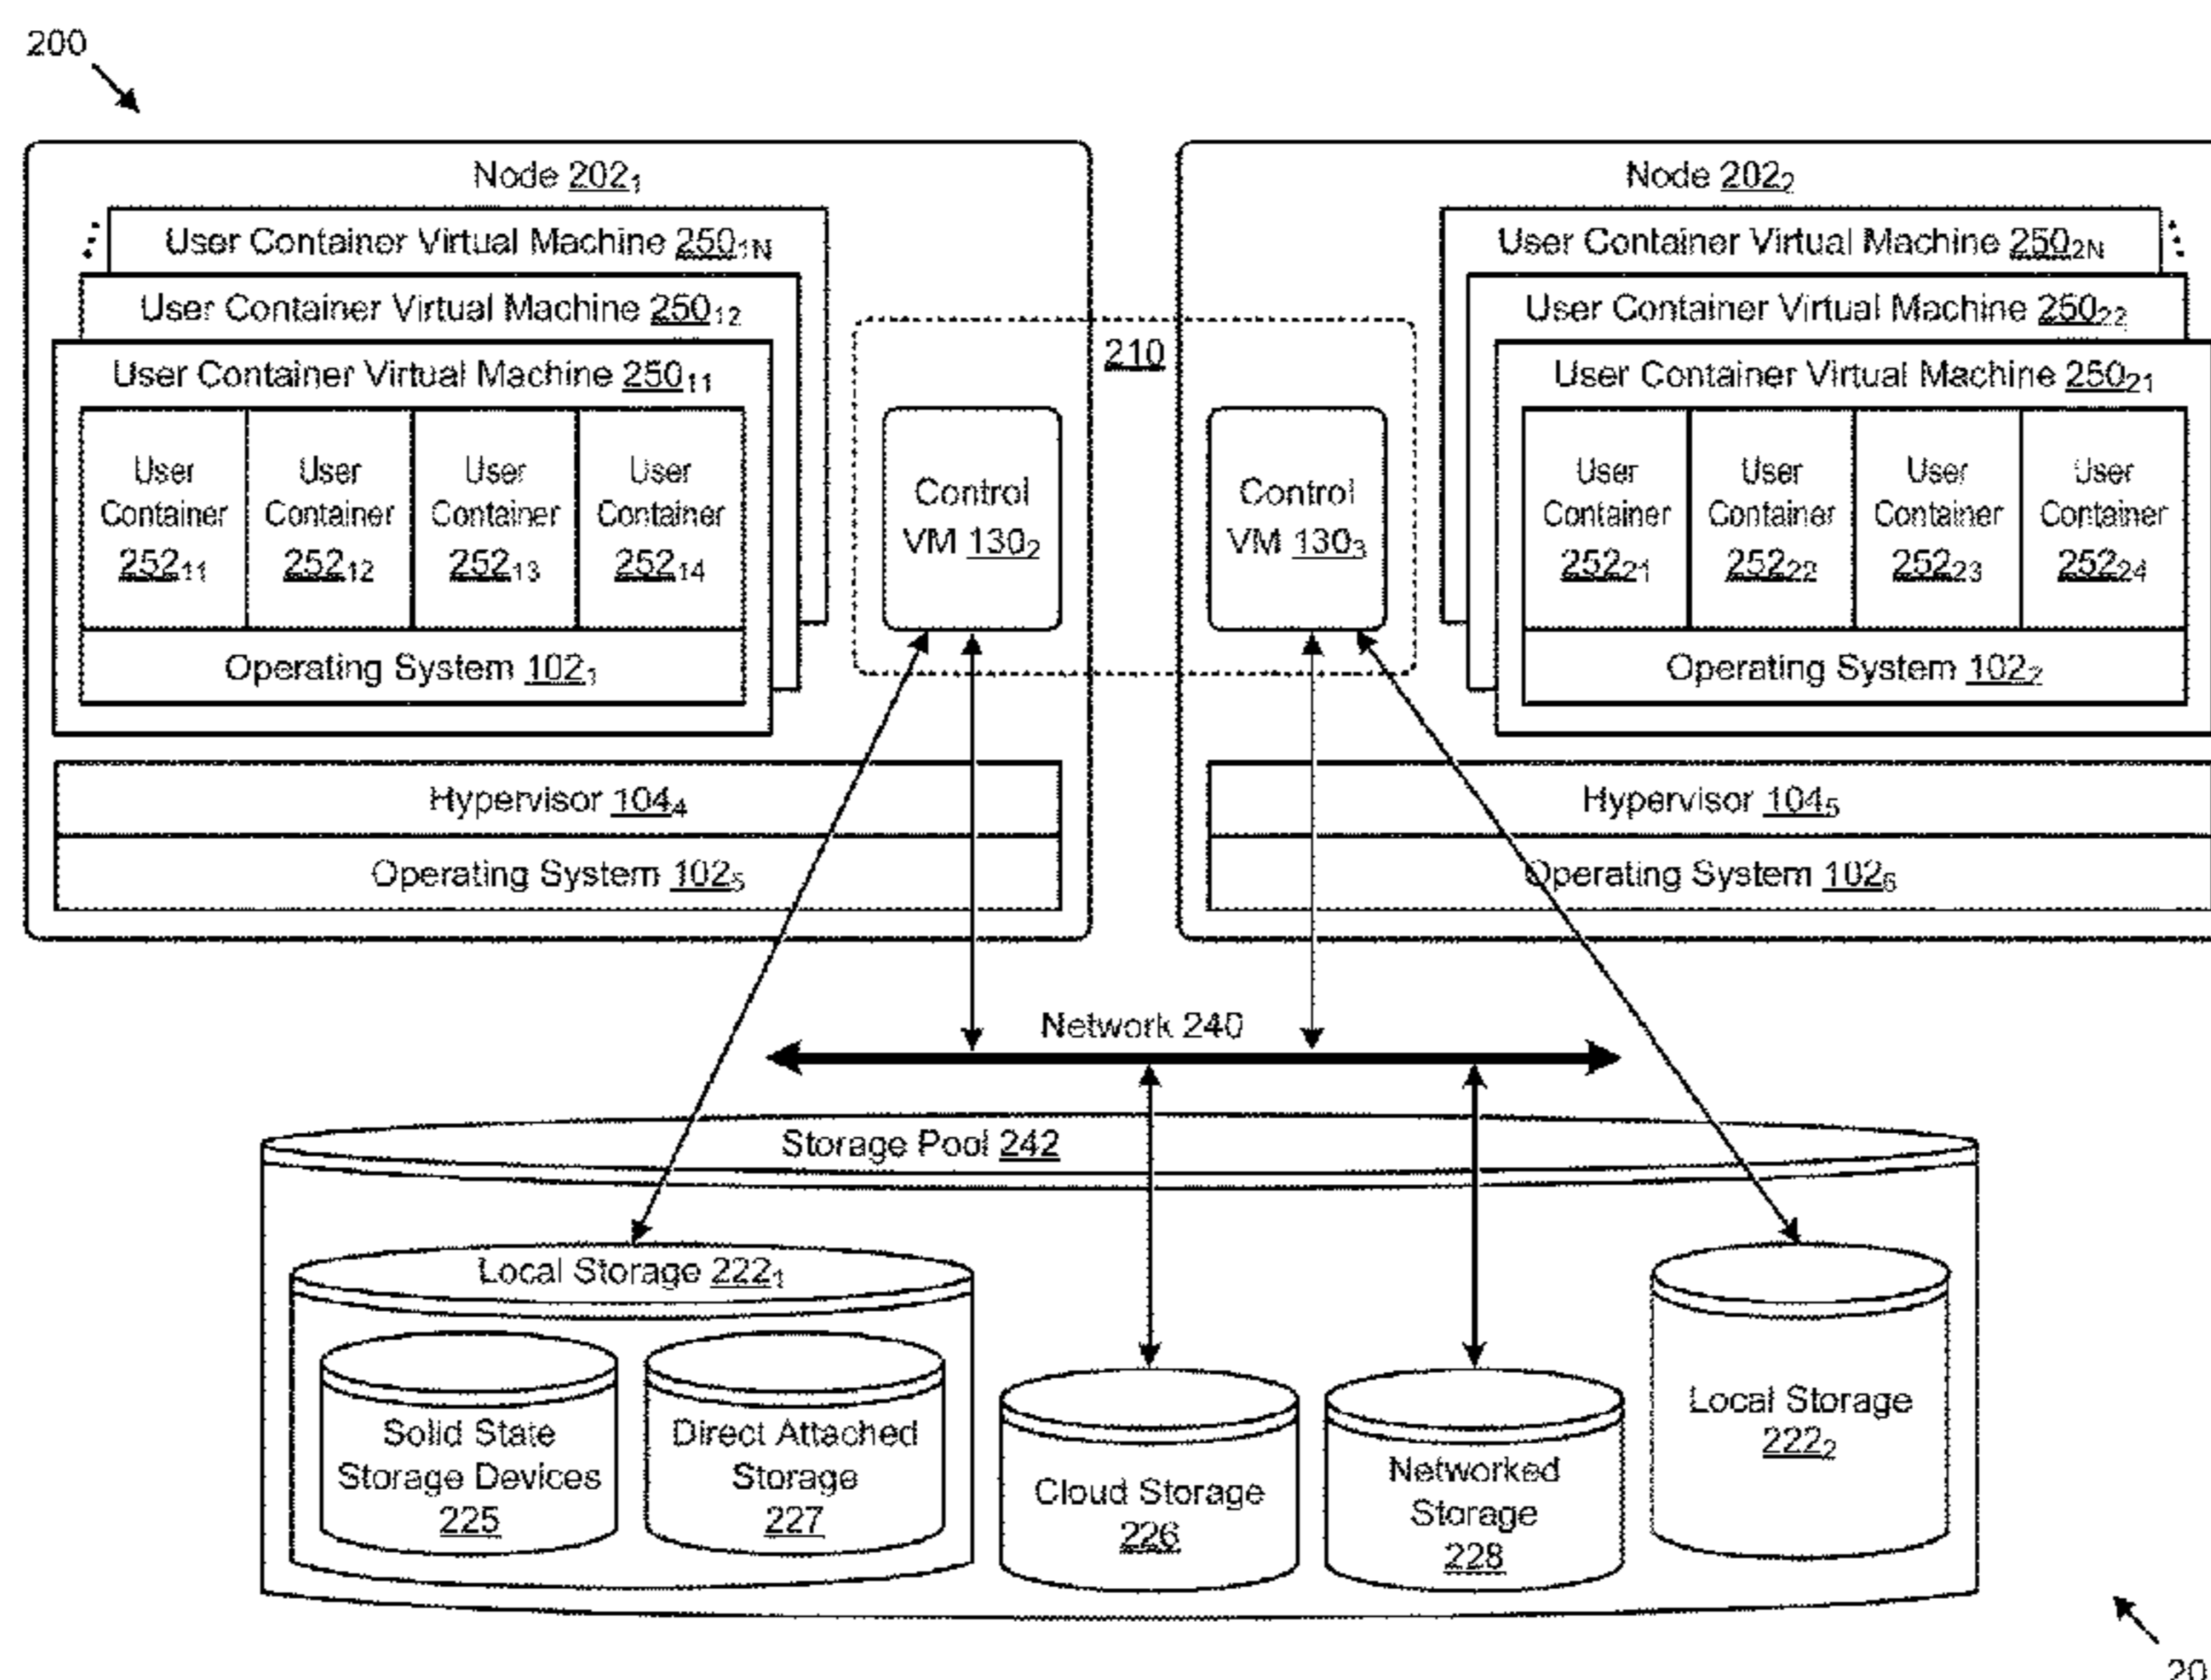 200
Node 202₁
User Container Virtual Machine 250₁N
User Container Virtual Machine 250₁₂
User Container Virtual Machine 250₁₁
User Container 252₁₁
User Container 252₁₂
User Container 252₁₃
User Container 252₁₄
Operating System 102₁
Hypervisor 104₄
Operating System 102₅
210
Control
VM 130₂
Control
VM 130₃
Node 202₂
User Container Virtual Machine 250₂N
User Container Virtual Machine 250₂₂
User Container Virtual Machine 250₂₁
User Container 252₂₁
User Container 252₂₂
User Container 252₂₃
User Container 252₂₄
Operating System 102₂
Hypervisor 104₅
Operating System 102₆
Network 240
Storage Pool 242
Local Storage 222₁
Solid State
Storage Devices
225
Direct Attached
Storage
227
Cloud Storage
226
Networked
Storage
228
Local Storage
222₂